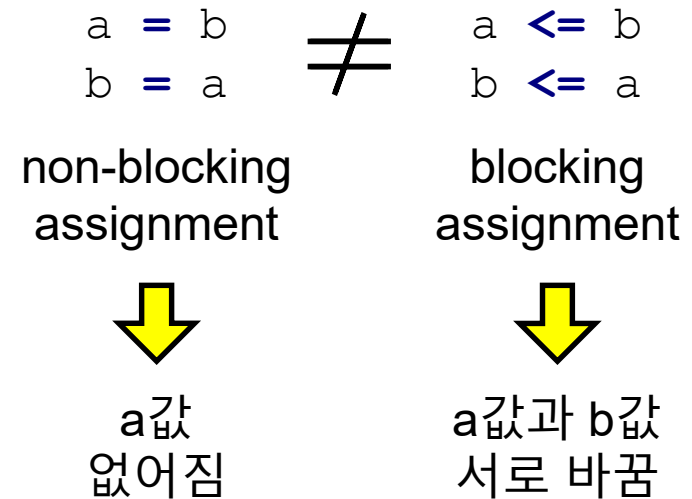 a = b ≠ a <= b
b = a b <= a
non-blocking blocking
assignment assignment
a값 a값과 b값
없어짐 서로 바꿈